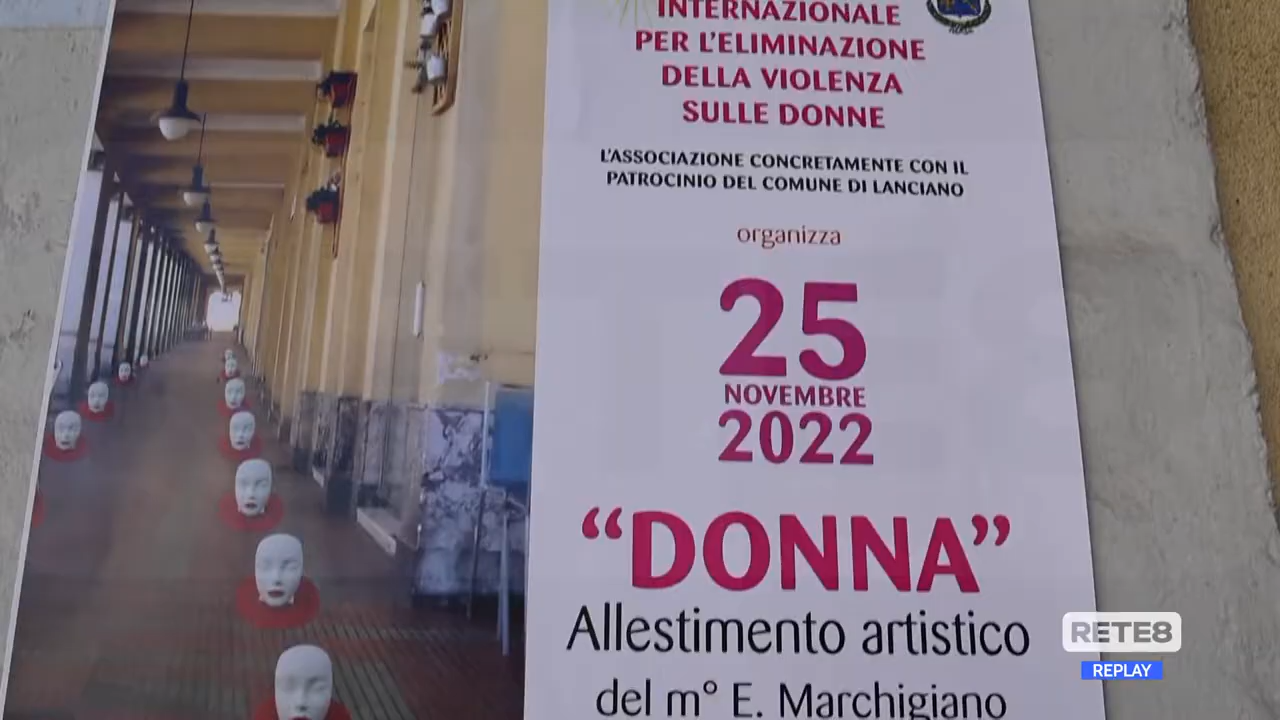 INTERNAZIONALE
PER L'ELIMINAZIONE
DELLA VIOLENZA
SULLE DONNE
L'ASSOCIAZIONE CONCRETAMENTE CON IL
PATROCINIO DEL COMUNE DI LANCIANO
organizza
25
NOVEMBRE
2022
“DONNA”
Allestimento artistico
del m° E. Marchigiano
RETE8
REPLAY